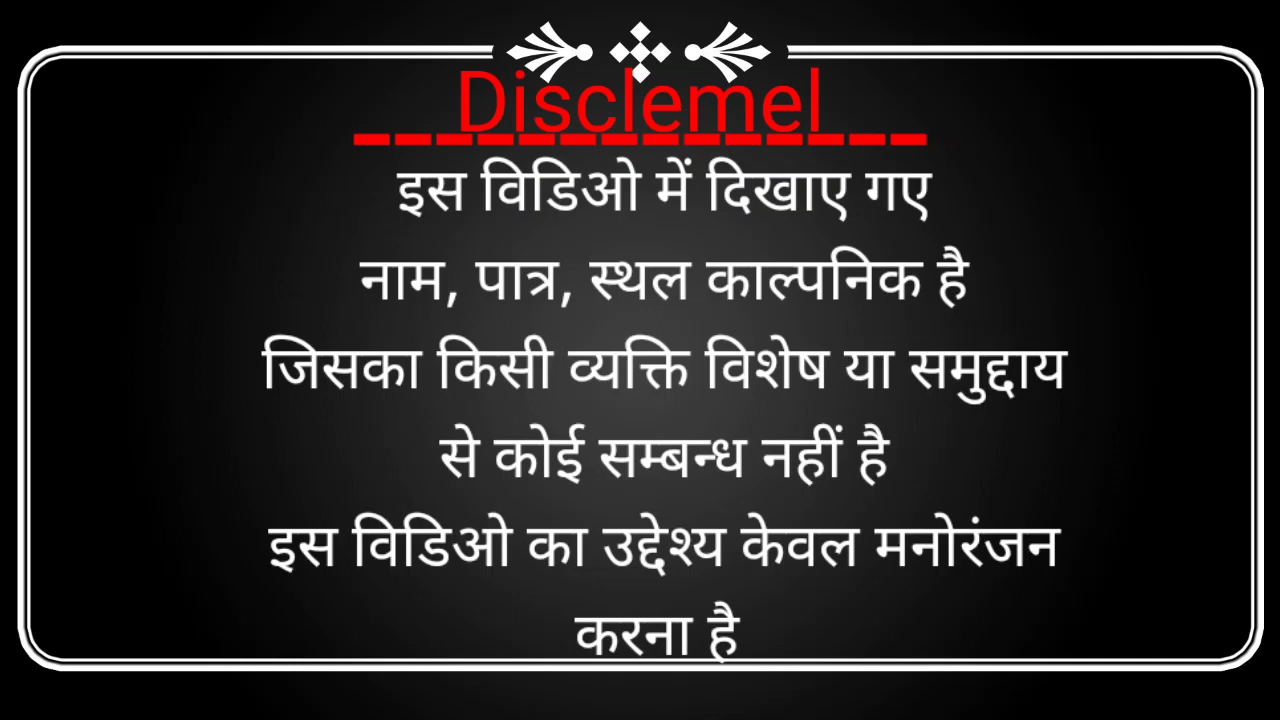 Disclemel
इस विडिओ में दिखाए गए
नाम, पात्र, स्थल काल्पनिक है
जिसका किसी व्यक्ति विशेष या समुद्दाय
से कोई सम्बन्ध नहीं है
इस विडिओ का उद्देश्य केवल मनोरंजन
करना है